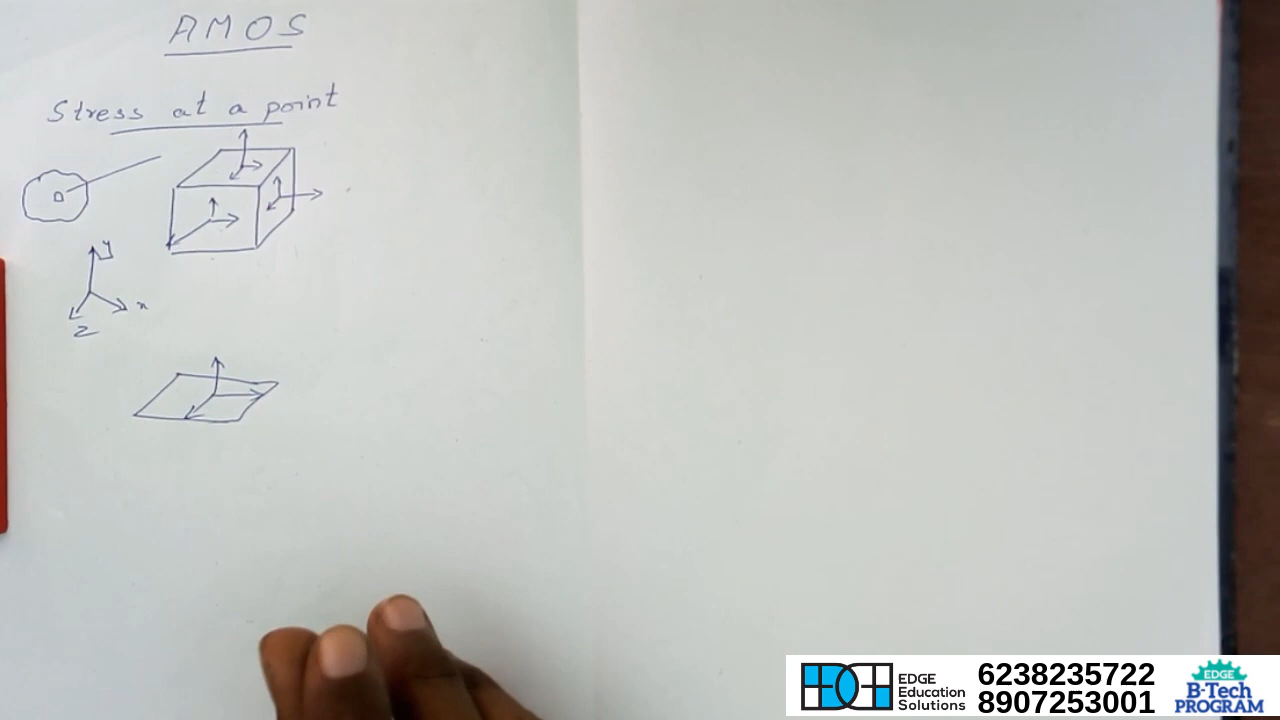 AMOS
Stress at a point
y
x
z
EDGE
Education
Solutions
6238235722
8907253001
EDGE
B-Tech
PROGRAM